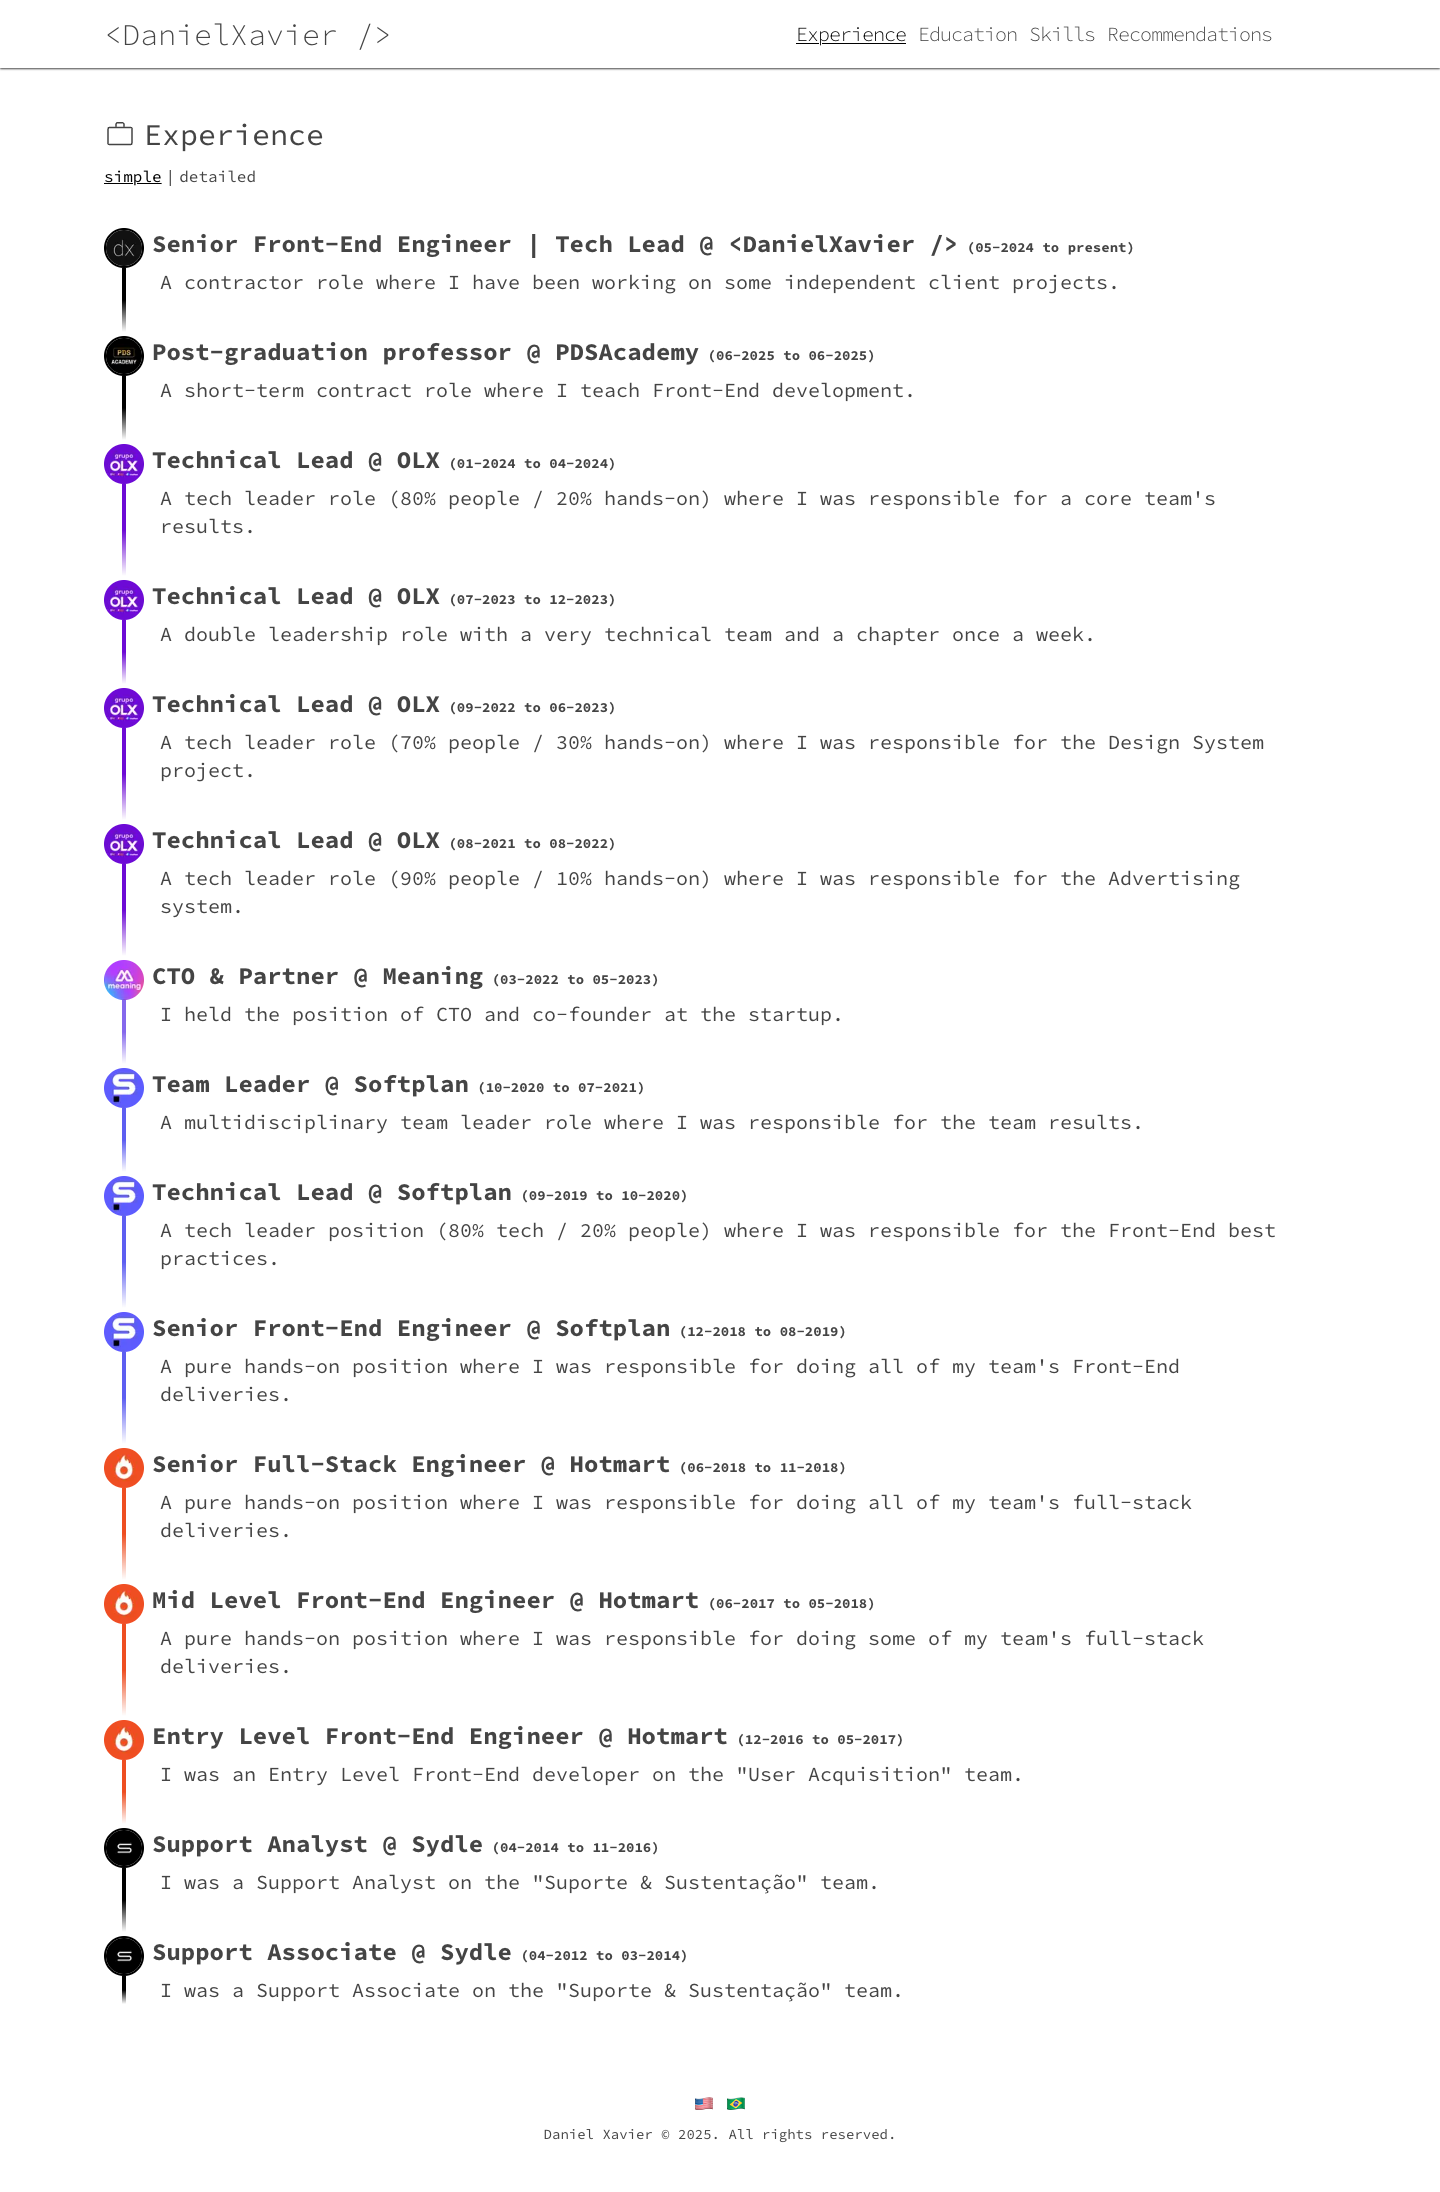 <DanielXavier />
Experience Education Skills Recommendations
Experience
simple | detailed
dx
Senior Front-End Engineer | Tech Lead @ <DanielXavier /> (05-2024 to present)
A contractor role where I have been working on some independent client projects.
PDS
ACADEMY
Post-graduation professor @ PDSAcademy (06-2025 to 06-2025)
A short-term contract role where I teach Front-End development.
grupo
OLX
Technical Lead @ OLX (01-2024 to 04-2024)
A tech leader role (80% people / 20% hands-on) where I was responsible for a core team's
results.
grupo
OLX
Technical Lead @ OLX (07-2023 to 12-2023)
A double leadership role with a very technical team and a chapter once a week.
grupo
OLX
Technical Lead @ OLX (09-2022 to 06-2023)
A tech leader role (70% people / 30% hands-on) where I was responsible for the Design System
project.
grupo
OLX
Technical Lead @ OLX (08-2021 to 08-2022)
A tech leader role (90% people / 10% hands-on) where I was responsible for the Advertising
system.
meaning
CTO & Partner @ Meaning (03-2022 to 05-2023)
I held the position of CTO and co-founder at the startup.
Team Leader @ Softplan (10-2020 to 07-2021)
A multidisciplinary team leader role where I was responsible for the team results.
Technical Lead @ Softplan (09-2019 to 10-2020)
A tech leader position (80% tech / 20% people) where I was responsible for the Front-End best
practices.
Senior Front-End Engineer @ Softplan (12-2018 to 08-2019)
A pure hands-on position where I was responsible for doing all of my team's Front-End
deliveries.
Senior Full-Stack Engineer @ Hotmart (06-2018 to 11-2018)
A pure hands-on position where I was responsible for doing all of my team's full-stack
deliveries.
Mid Level Front-End Engineer @ Hotmart (06-2017 to 05-2018)
A pure hands-on position where I was responsible for doing some of my team's full-stack
deliveries.
Entry Level Front-End Engineer @ Hotmart (12-2016 to 05-2017)
I was an Entry Level Front-End developer on the "User Acquisition" team.
Support Analyst @ Sydle (04-2014 to 11-2016)
I was a Support Analyst on the "Suporte & Sustentação" team.
Support Associate @ Sydle (04-2012 to 03-2014)
I was a Support Associate on the "Suporte & Sustentação" team.
Daniel Xavier © 2025. All rights reserved.